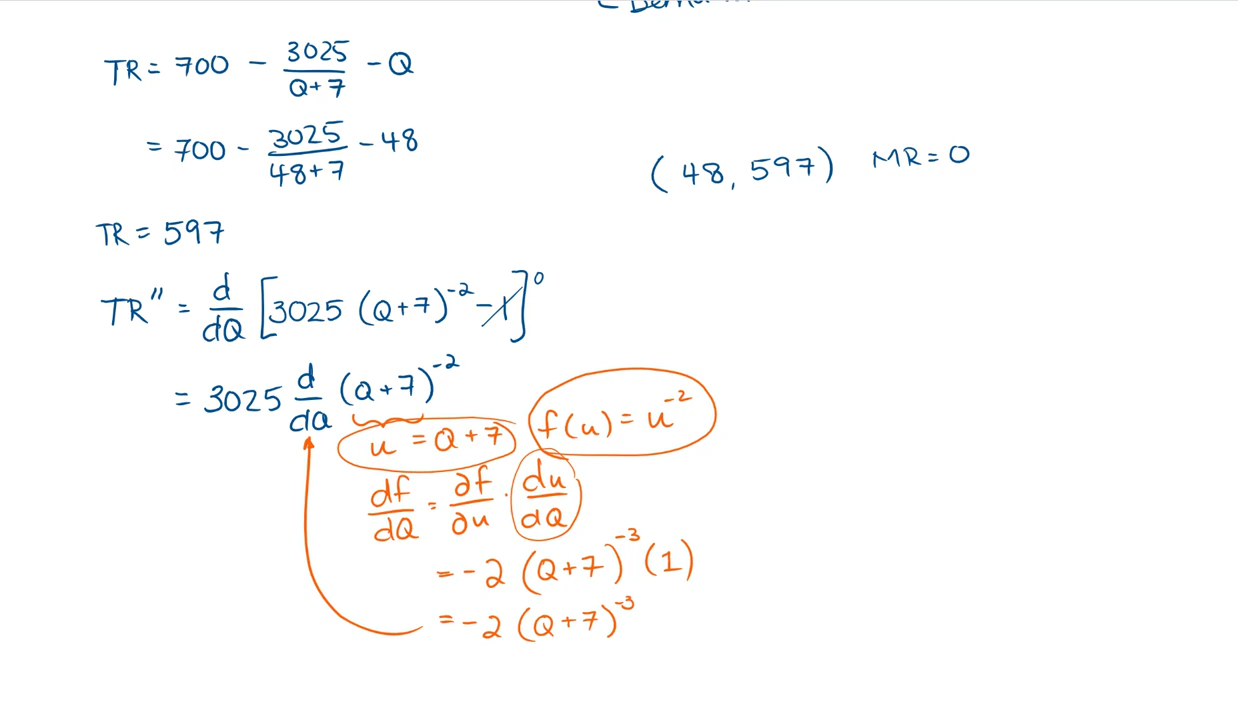 TR = 700 - 3025/(Q+7) - Q
= 700 - 3025/(48+7) - 48
(48, 597) MR = 0
TR = 597
TR" = d/dQ [3025 (Q+7)^-2 - 1]^0
= 3025 d/dQ (Q+7)^-2
u = Q+7 f(u) = u^-2
df/dQ = ∂f/∂u · du/dQ
= -2 (Q+7)^-3 (1)
= -2 (Q+7)^-3